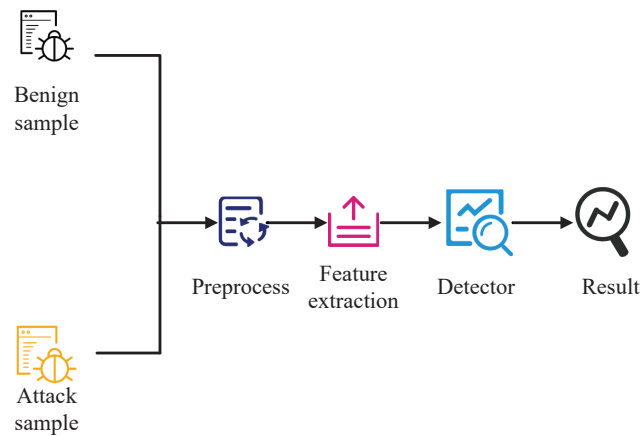 Benign
sample
Preprocess
Feature
extraction
Detector
Result
Attack
sample